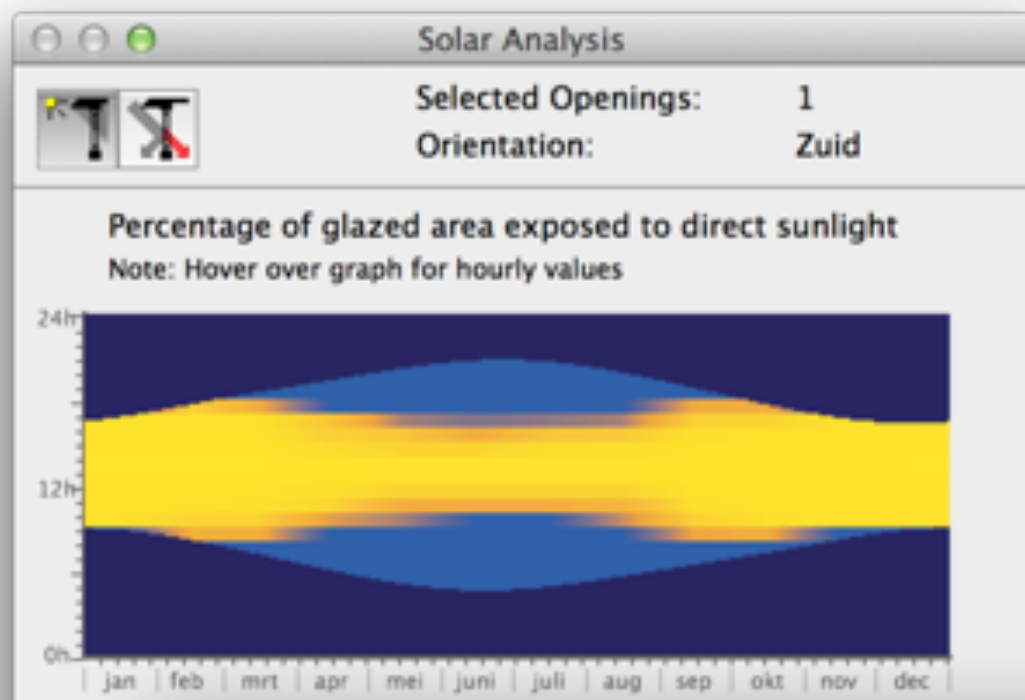 Solar Analysis
Selected Openings: 1
Orientation: Zuid
Percentage of glazed area exposed to direct sunlight
Note: Hover over graph for hourly values
24h
12h
0h
jan feb mrt apr mei juni juli aug sep okt nov dec